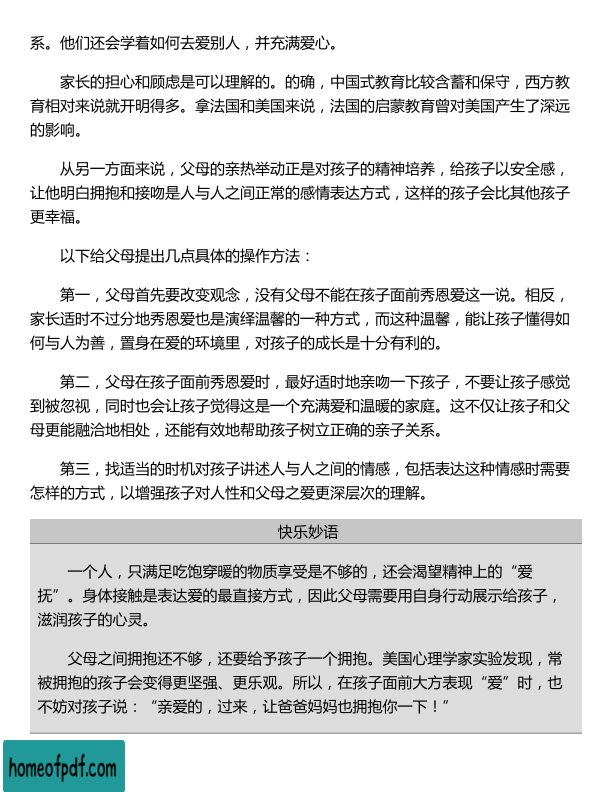 系。他们还会学着如何去爱别人，并充满爱心。
家长的担心和顾虑是可以理解的。的确，中国式教育比较含蓄和保守，西方教
育相对来说就开明得多。拿法国和美国来说，法国的启蒙教育曾对美国产生了深远
的影响。
从另一方面来说，父母的亲热举动正是对孩子的精神培养，给孩子以安全感，
让他明白拥抱和接吻是人与人之间正常的感情表达方式，这样的孩子会比其他孩子
更幸福。
以下给父母提出几点具体的操作方法：
第一，父母首先要改变观念，没有父母不能在孩子面前秀恩爱这一说。相反，
家长适时不过分地秀恩爱也是演绎温馨的一种方式，而这种温馨，能让孩子懂得如
何与人为善，置身在爱的环境里，对孩子的成长是十分有利的。
第二，父母在孩子面前秀恩爱时，最好适时地亲吻一下孩子，不要让孩子感觉
到被忽视，同时也会让孩子觉得这是一个充满爱和温暖的家庭。这不仅让孩子和父
母更能融洽地相处，还能有效地帮助孩子树立正确的亲子关系。
第三，找适当的时机对孩子讲述人与人之间的情感，包括表达这种情感时需要
怎样的方式，以增强孩子对人性和父母之爱更深层次的理解。
快乐妙语
一个人，只满足吃饱穿暖的物质享受是不够的，还会渴望精神上的“爱
抚”。身体接触是表达爱的最直接方式，因此父母需要用自身行动展示给孩子，
滋润孩子的心灵。
父母之间拥抱还不够，还要给予孩子一个拥抱。美国心理学家实验发现，常
被拥抱的孩子会变得更坚强、更乐观。所以，在孩子面前大方表现“爱”时，也
不妨对孩子说：“亲爱的，过来，让爸爸妈妈也拥抱你一下！”
homeofpdf.com